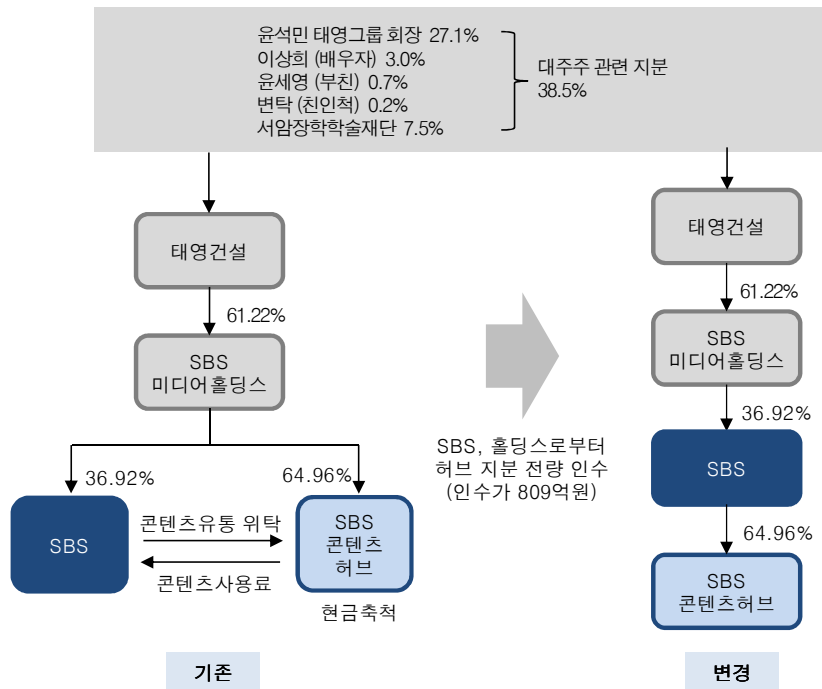 윤석민 태영그룹 회장 27.1%
이상희 (배우자) 3.0%
윤세영 (부친) 0.7%
변탁 (친인척) 0.2%
서암장학학술재단 7.5%
대주주 관련 지분
38.5%
태영건설
61.22%
SBS
미디어홀딩스
36.92%
64.96%
SBS
콘텐츠유통 위탁
콘텐츠사용료
SBS
콘텐츠
허브
현금축적
기존
SBS, 홀딩스로부터
허브 지분 전량 인수
(인수가 809억원)
태영건설
61.22%
SBS
미디어홀딩스
36.92%
SBS
64.96%
SBS
콘텐츠허브
변경